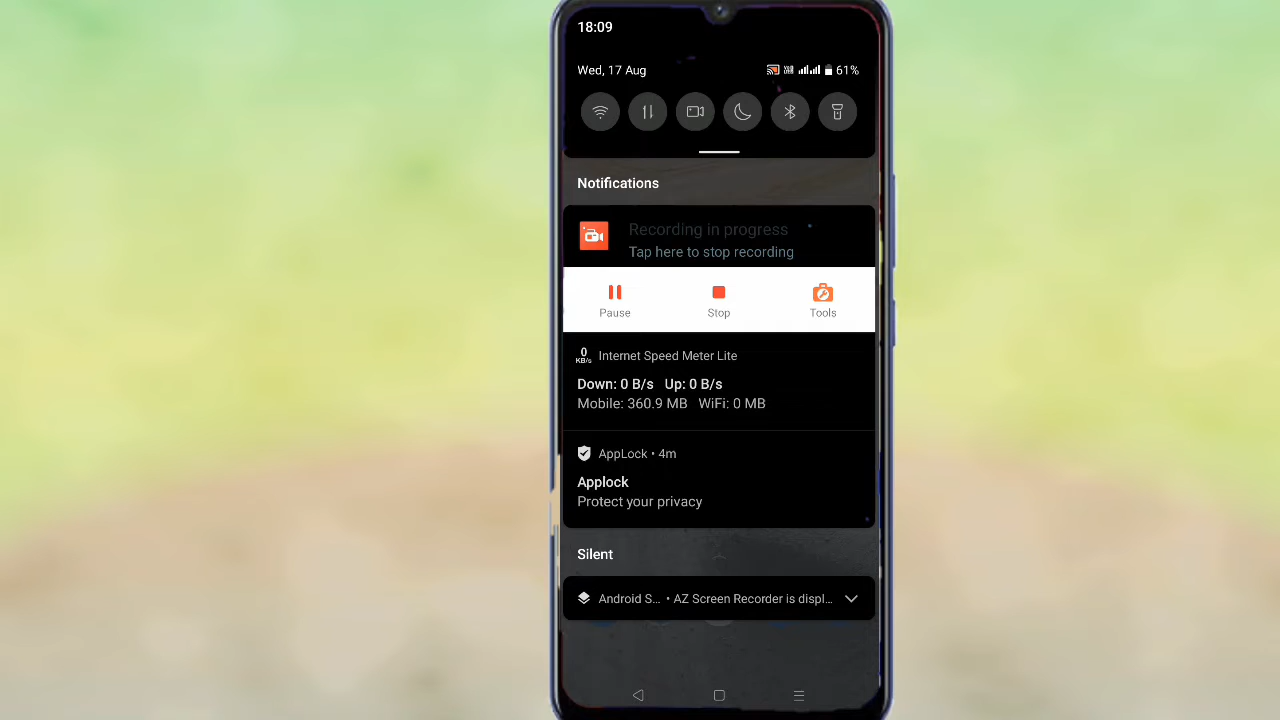 18:09
Wed, 17 Aug
61%
Notifications
Recording in progress
Tap here to stop recording
Pause Stop Tools
0 KB/s Internet Speed Meter Lite
Down: 0 B/s Up: 0 B/s
Mobile: 360.9 MB WiFi: 0 MB
AppLock • 4m
Applock
Protect your privacy
Silent
Android S... • AZ Screen Recorder is displ...